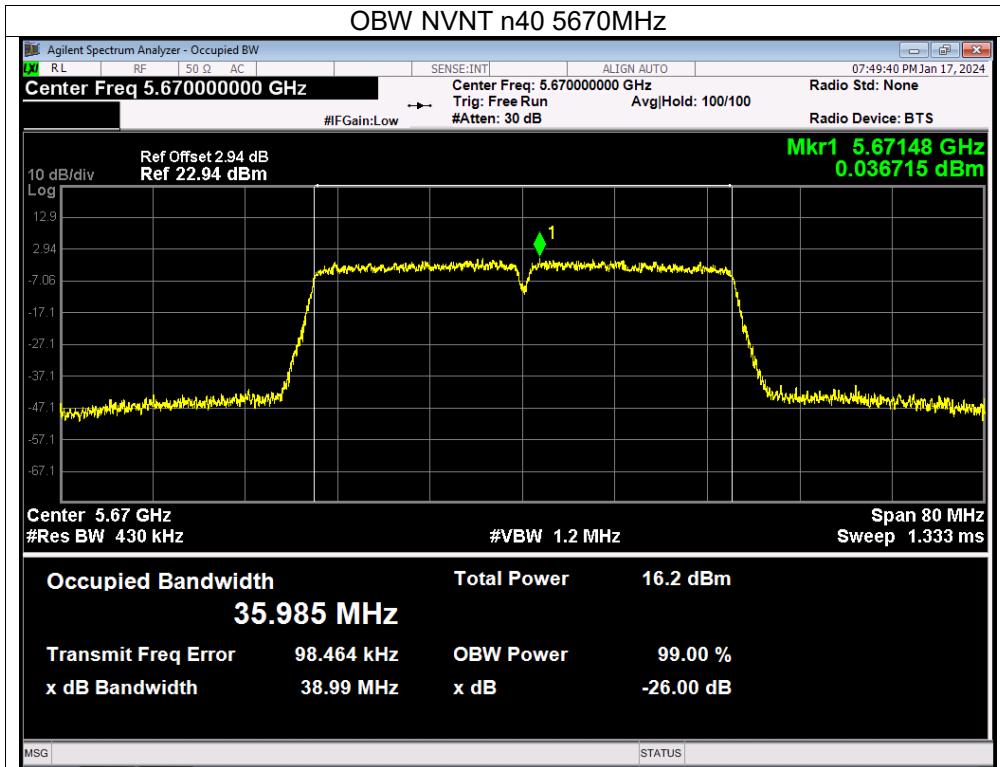 OBW NVNT n40 5670MHz
Agilent Spectrum Analyzer - Occupied BW
LXI RL RF 50 Ω AC SENSE:INT ALIGN AUTO 07:49:40 PM Jan 17, 2024
Center Freq 5.670000000 GHz Center Freq: 5.670000000 GHz Radio Std: None
Trig: Free Run Avg|Hold: 100/100
#IFGain:Low #Atten: 30 dB Radio Device: BTS
Mkr1 5.67148 GHz
Ref Offset 2.94 dB 0.036715 dBm
10 dB/div Ref 22.94 dBm
Log
12.9
1
2.94
-7.06
-17.1
-27.1
-37.1
-47.1
-57.1
-67.1
Center 5.67 GHz Span 80 MHz
#Res BW 430 kHz #VBW 1.2 MHz Sweep 1.333 ms
Occupied Bandwidth Total Power 16.2 dBm
35.985 MHz
Transmit Freq Error 98.464 kHz OBW Power 99.00 %
x dB Bandwidth 38.99 MHz x dB -26.00 dB
MSG STATUS